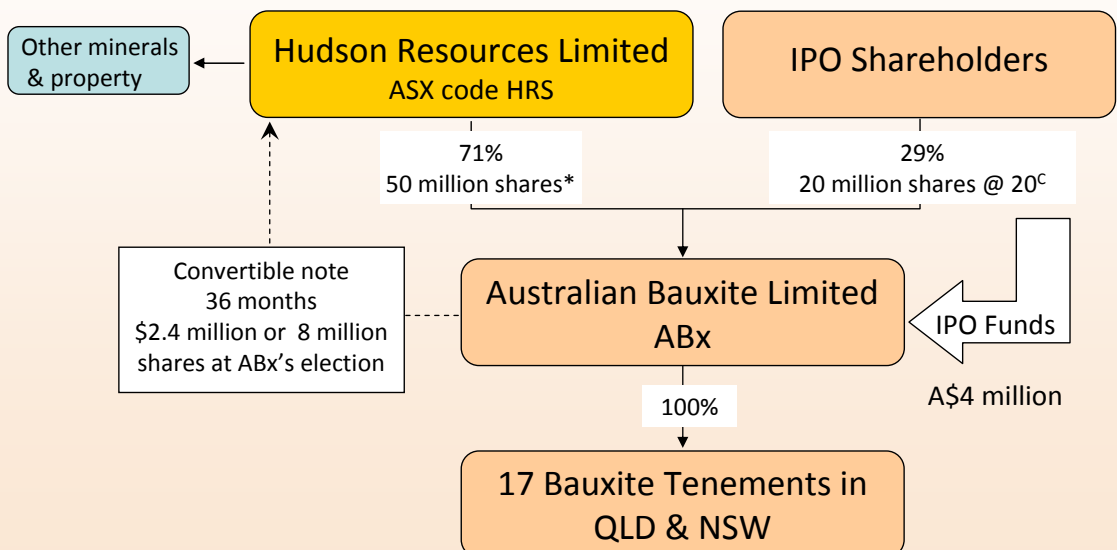 Other minerals
& property
Hudson Resources Limited
ASX code HRS
IPO Shareholders
71%
50 million shares*
29%
20 million shares @ 20ᶜ
Convertible note
36 months
$2.4 million or 8 million
shares at ABx's election
Australian Bauxite Limited
ABx
IPO Funds
A$4 million
100%
17 Bauxite Tenements in
QLD & NSW